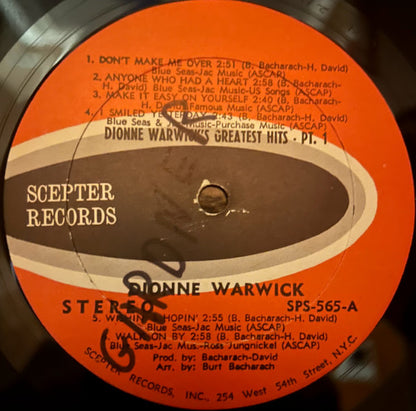 1. DON'T MAKE ME OVER 2:51 (B. Bacharach-H. David)
Blue Seas-Jac Music (ASCAP)
2. ANYONE WHO HAD A HEART 2:58 (B. Bacharach-H.
David) Blue Seas-Jac Music-US Songs (ASCAP)
3. MAKE IT EASY ON YOURSELF 2:40 (B. Bacharach-
H. David) Famous Music (ASCAP)
4. I SMILED YESTERDAY 2:43 (B. Bacharach-H. David)
Blue Seas & Jac Music-Purchase Music (ASCAP)
DIONNE WARWICK'S GREATEST HITS - PT. 1
SCEPTER
RECORDS
GIARDNER
DIONNE WARWICK
STEREO SPS-565-A
5. WISHIN' & HOPIN' 2:55 (B. Bacharach-H. David)
Blue Seas-Jac Music (ASCAP)
6. WALK ON BY 2:58 (B. Bacharach-H. David)
Blue Seas-Jac Mus.-Ross Jungnickel (ASCAP)
Prod. by: Bacharach-David
Arr. by: Burt Bacharach
SCEPTER RECORDS, INC., 254 West 54th Street, N.Y.C.